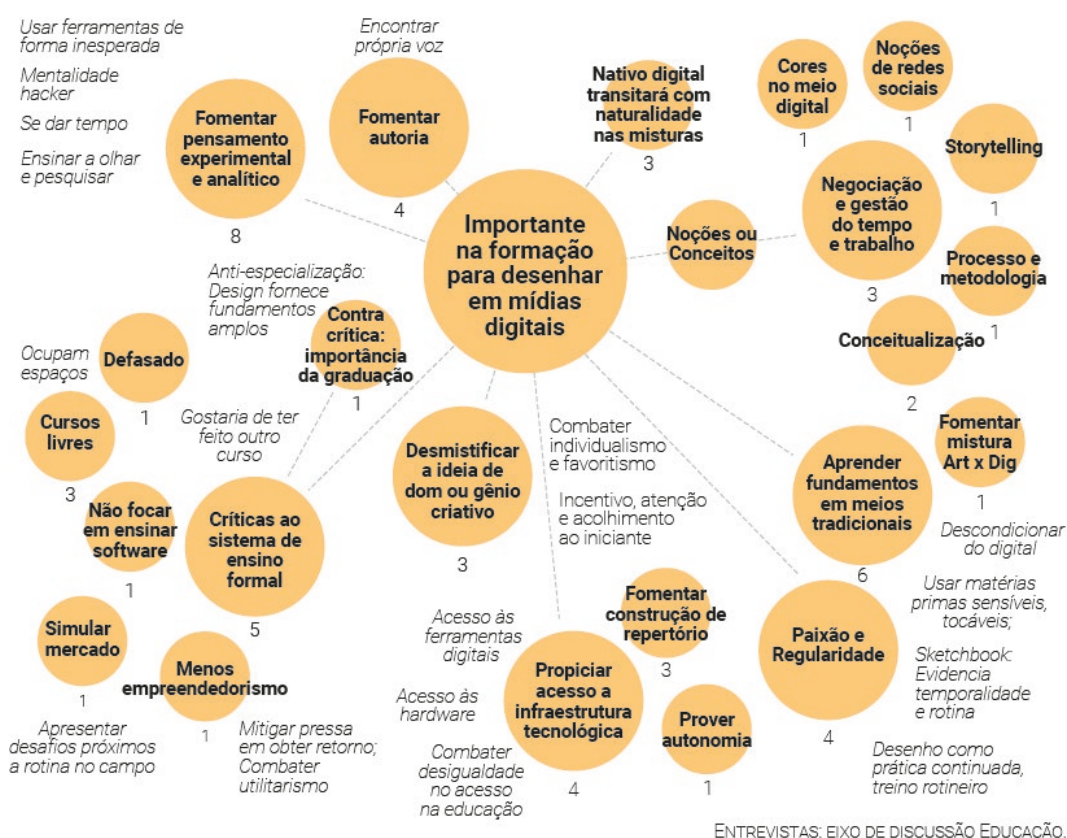 Usar ferramentas de
forma inesperada
Mentalidade
hacker
Se dar tempo
Ensinar a olhar
e pesquisar
Fomentar
pensamento
experimental
e analítico
8
Encontrar
própria voz
Fomentar
autoria
4
Nativo digital
transitará com
naturalidade
nas misturas
3
Cores
no meio
digital
1
Noções
de redes
sociais
1
Storytelling
1
Negociação
e gestão
do tempo
e trabalho
3
Noções ou
Conceitos
Processo e
metodologia
1
Conceitualização
2
Importante
na formação
para desenhar
em mídias
digitais
Anti-especialização:
Design fornece
fundamentos
amplos
Contra
crítica:
importância
da graduação
1
Ocupam
espaços
Defasado
1
Cursos
livres
3
Gostaria de ter
feito outro
curso
Não focar
em ensinar
software
1
Críticas ao
sistema de
ensino
formal
5
Simular
mercado
1
Apresentar
desafios próximos
a rotina no campo
Menos
empreendedorismo
1
Mitigar pressa
em obter retorno;
Combater
utilitarismo
Desmistificar
a ideia de
dom ou gênio
criativo
3
Combater
individualismo
e favoritismo
Incentivo, atenção
e acolhimento
ao iniciante
Acesso às
ferramentas
digitais
Acesso às
hardware
Combater
desigualdade
no acesso
na educação
Propiciar
acesso a
infraestrutura
tecnológica
4
Fomentar
construção de
repertório
3
Prover
autonomia
1
Aprender
fundamentos
em meios
tradicionais
6
Fomentar
mistura
Art x Dig
1
Descondicionar
do digital
Usar matérias
primas sensíveis,
tocáveis;
Paixão e
Regularidade
4
Sketchbook:
Evidencia
temporalidade
e rotina
Desenho como
prática continuada,
treino rotineiro
ENTREVISTAS: EIXO DE DISCUSSÃO EDUCAÇÃO.